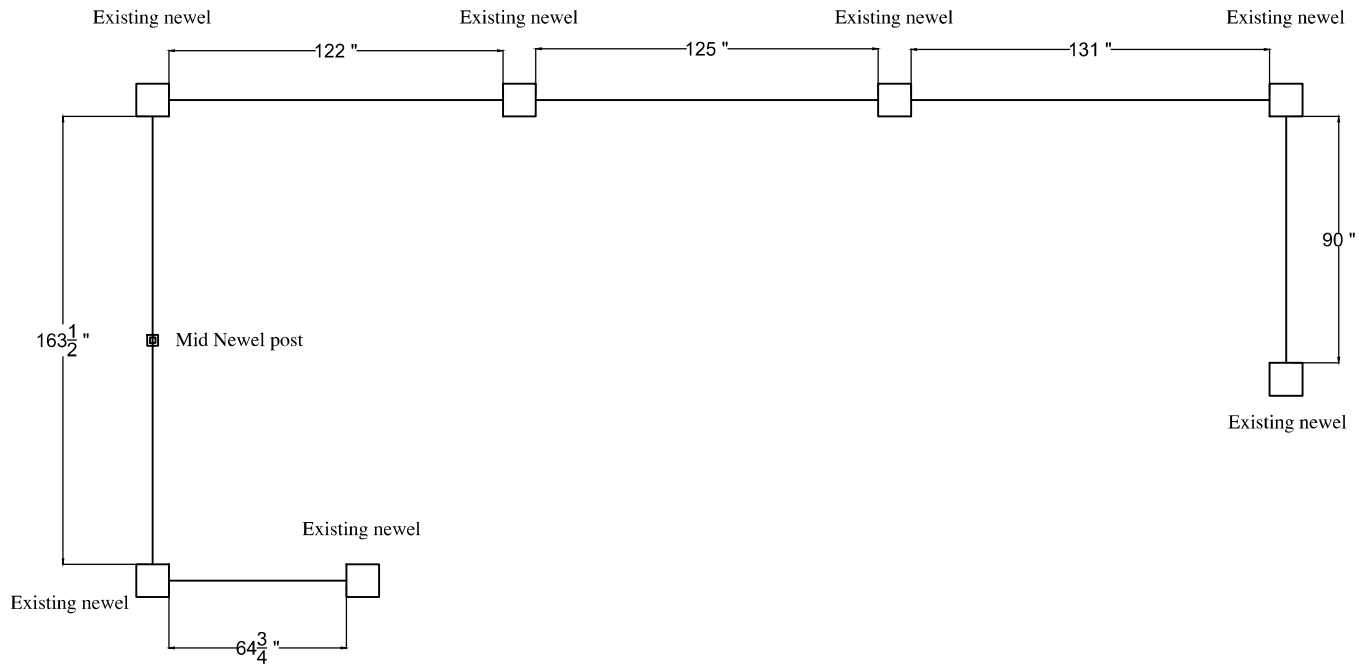 Existing newel
Existing newel
Existing newel
Existing newel
122 "
125 "
131 "
90 "
163 1/2 "
Mid Newel post
Existing newel
Existing newel
Existing newel
64 3/4 "